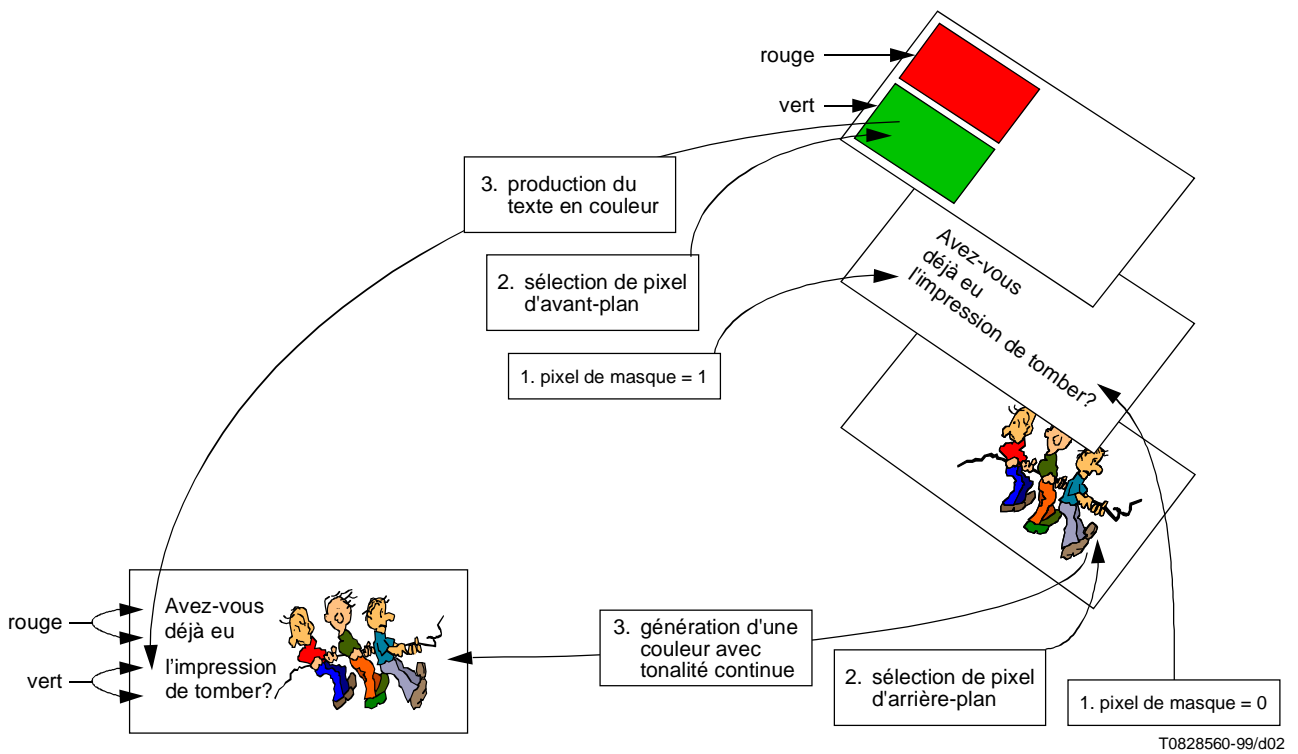 rouge
vert
3. production du
texte en couleur
2. sélection de pixel
d'avant-plan
1. pixel de masque = 1
Avez-vous
déjà eu
l'impression de tomber?
rouge
vert
Avez-vous
déjà eu
l'impression
de tomber?
3. génération d'une
couleur avec
tonalité continue
2. sélection de pixel
d'arrière-plan
1. pixel de masque = 0
T0828560-99/d02